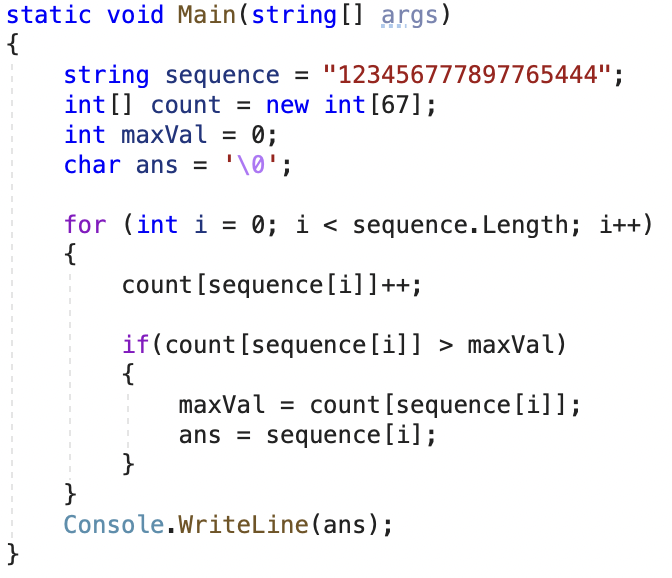 static void Main(string[] args)
{
string sequence = "123456777897765444";
int[] count = new int[67];
int maxVal = 0;
char ans = '\0';
for (int i = 0; i < sequence.Length; i++)
{
count[sequence[i]]++;
if(count[sequence[i]] > maxVal)
{
maxVal = count[sequence[i]];
ans = sequence[i];
}
}
Console.WriteLine(ans);
}